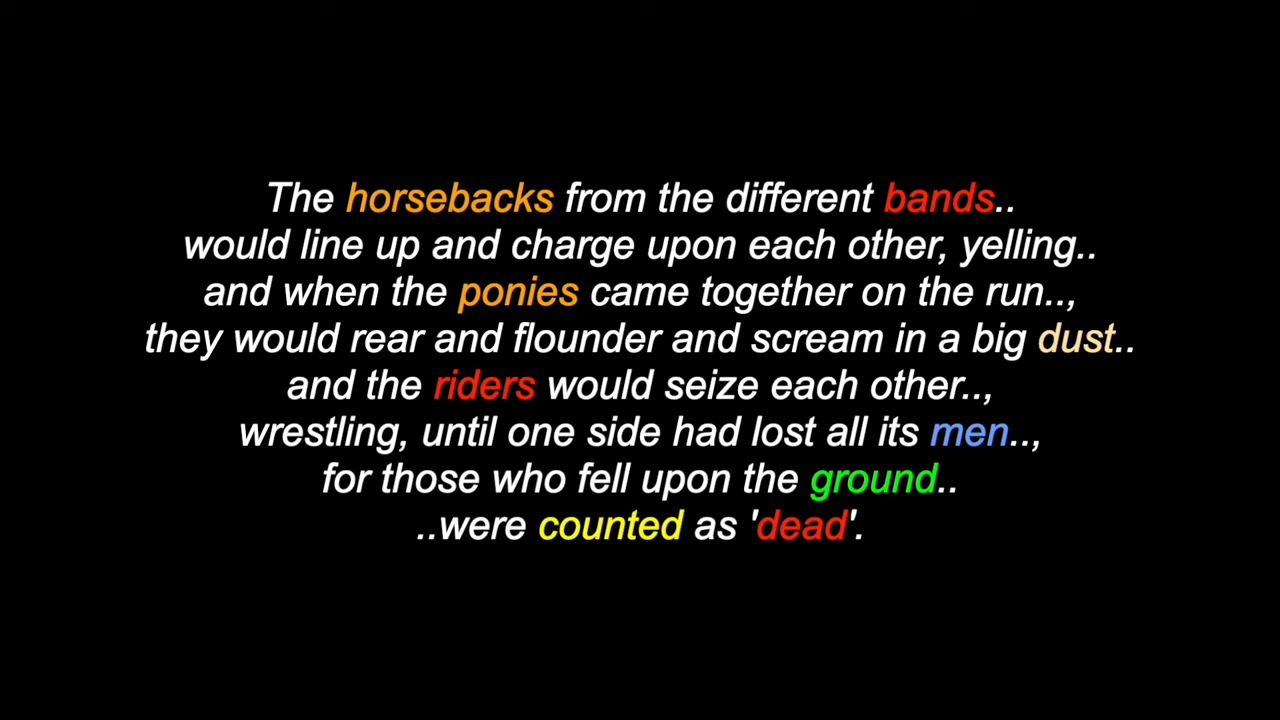 The horsebacks from the different bands..
would line up and charge upon each other, yelling..
and when the ponies came together on the run..,
they would rear and flounder and scream in a big dust..
and the riders would seize each other..,
wrestling, until one side had lost all its men..,
for those who fell upon the ground..
..were counted as 'dead'.